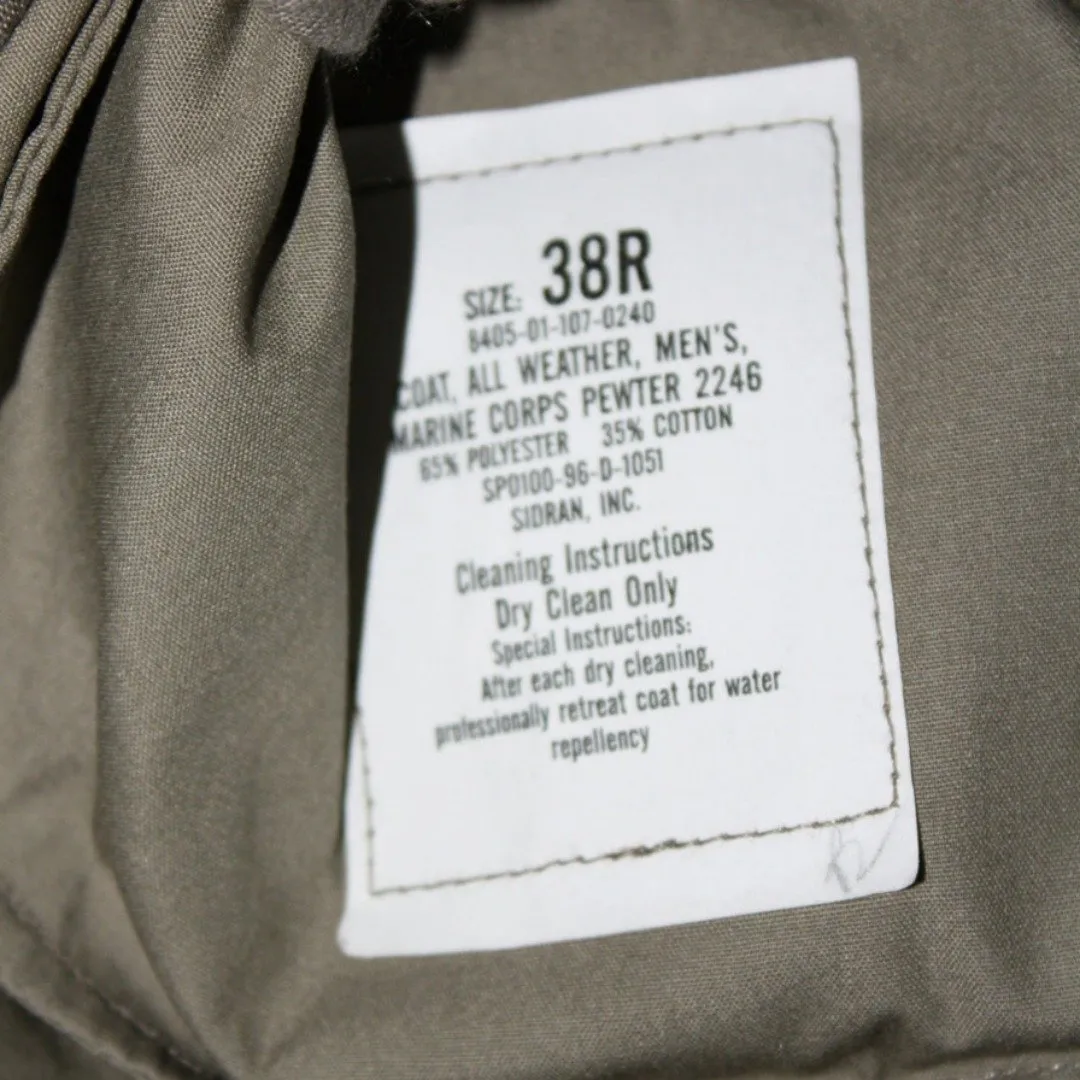 SIZE: 38R
8405-01-107-0240
COAT, ALL WEATHER, MEN'S,
MARINE CORPS PEWTER 2246
65% POLYESTER 35% COTTON
SP0100-96-D-1051
SIDRAN, INC.
Cleaning Instructions
Dry Clean Only
Special Instructions:
After each dry cleaning,
professionally retreat coat for water
repellency